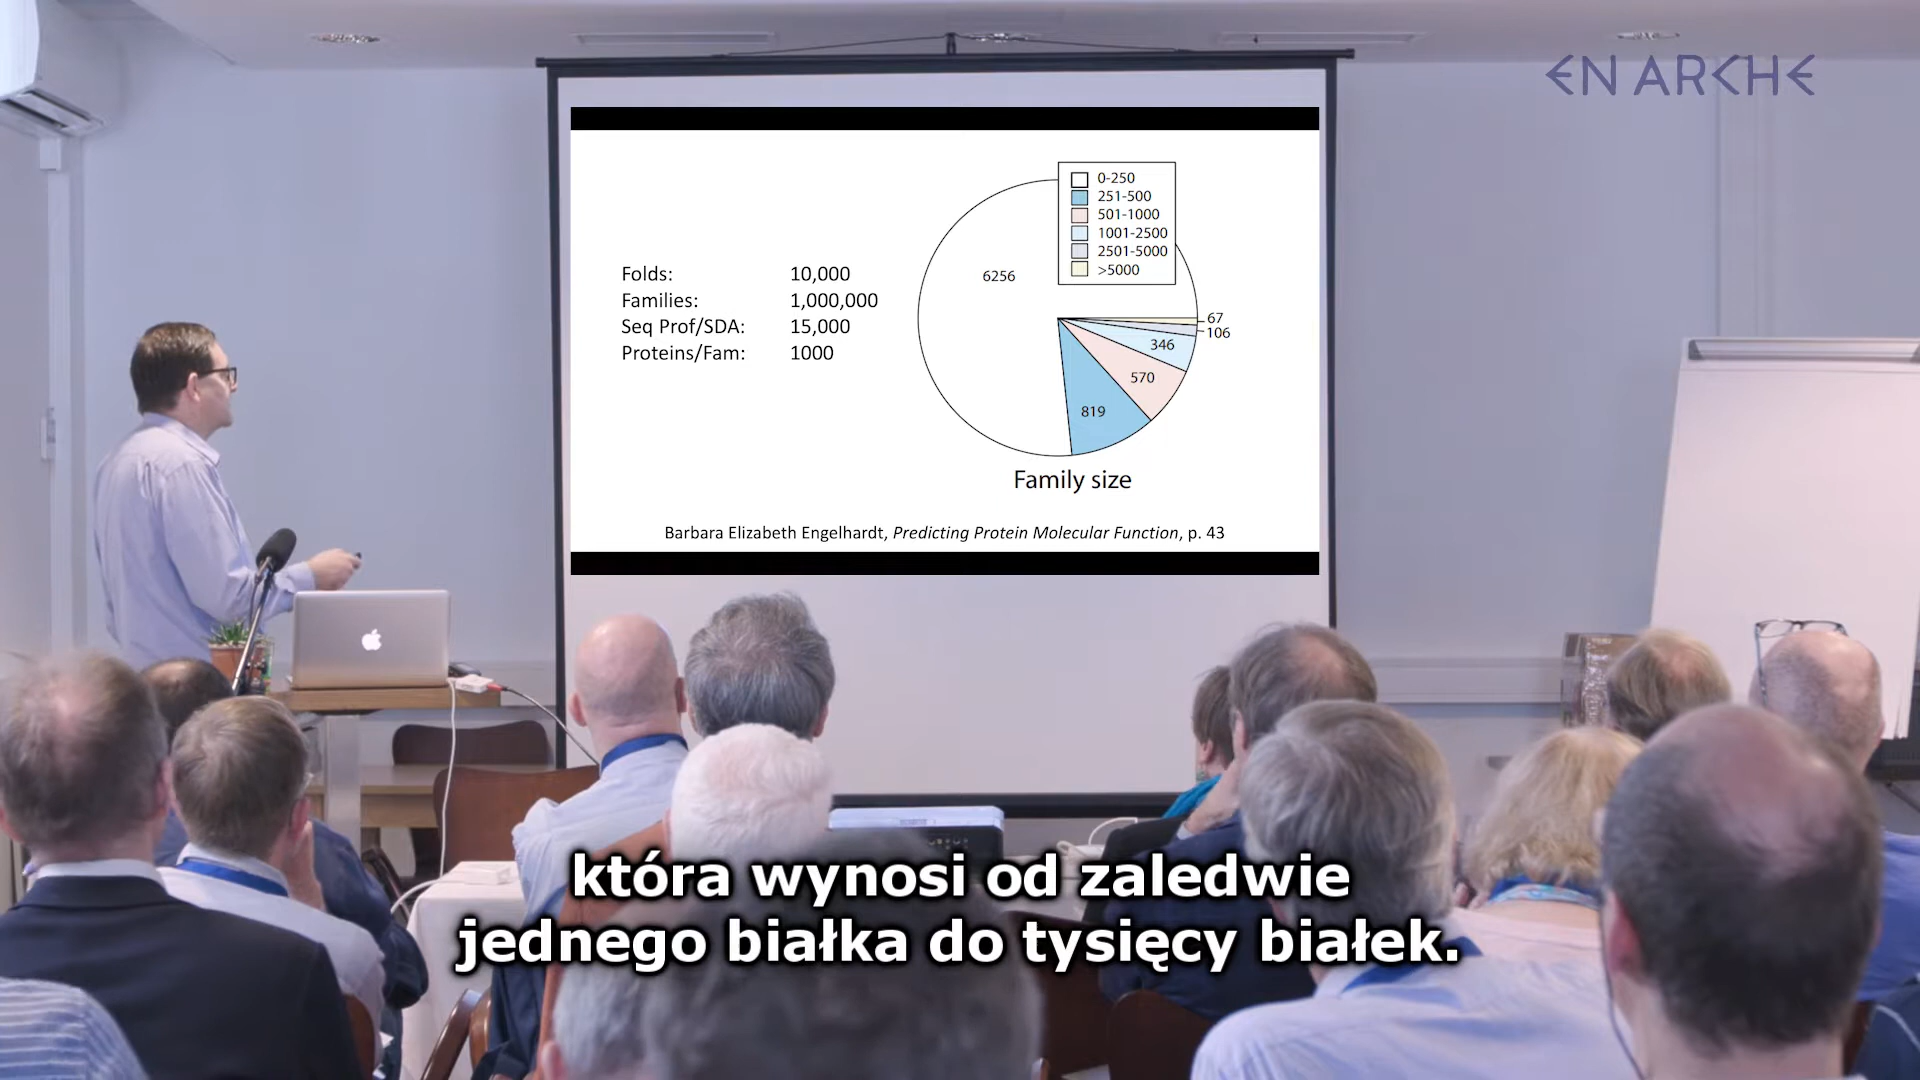 EN ARCHE
0-250
251-500
501-1000
1001-2500
2501-5000
>5000
6256
67
106
346
570
819
Folds: 10,000
Families: 1,000,000
Seq Prof/SDA: 15,000
Proteins/Fam: 1000
Family size
Barbara Elizabeth Engelhardt, Predicting Protein Molecular Function, p. 43
która wynosi od zaledwie
jednego białka do tysięcy białek.